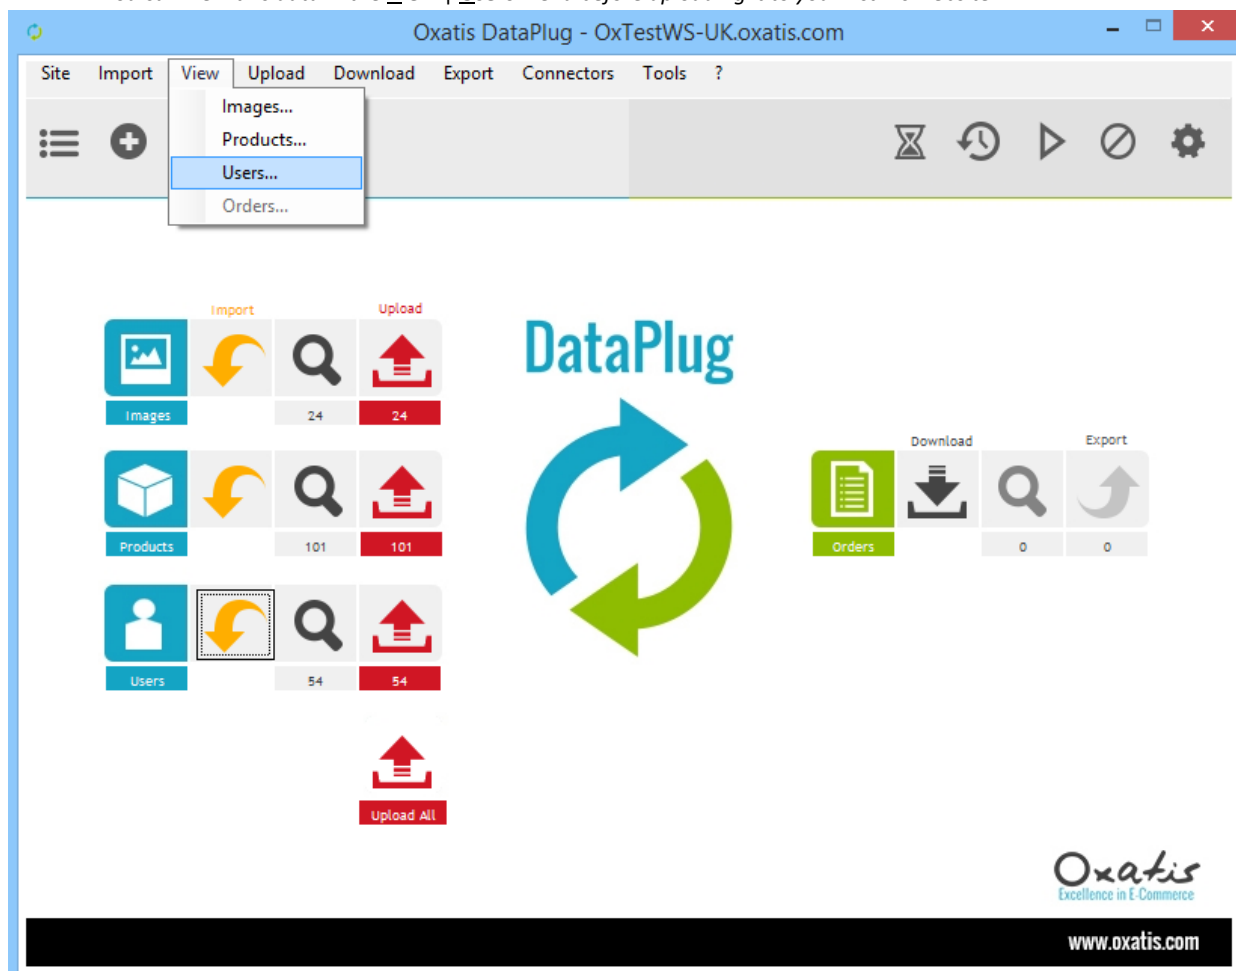 Oxatis DataPlug - OxTestWS-UK.oxatis.com
Site Import View Upload Download Export Connectors Tools ?
Images...
Products...
Users...
Orders...
Import Upload
Images 24 24
DataPlug
Download Export
Products 101 101
Orders 0 0
Users 54 54
Upload All
Oxatis
Excellence in E-Commerce
www.oxatis.com